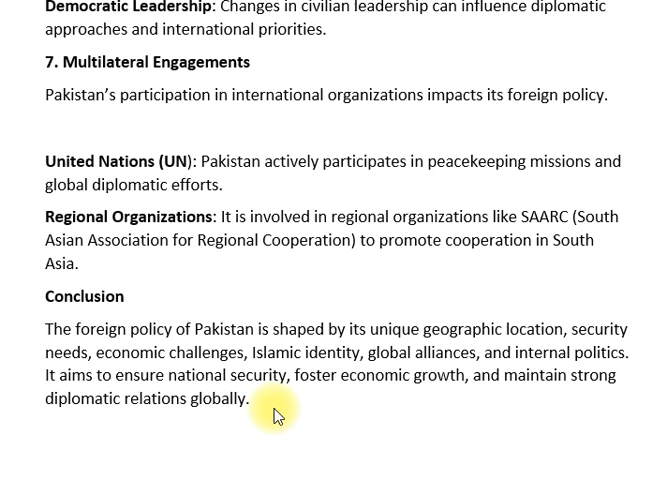 Democratic Leadership: Changes in civilian leadership can influence diplomatic
approaches and international priorities.
7. Multilateral Engagements
Pakistan’s participation in international organizations impacts its foreign policy.
United Nations (UN): Pakistan actively participates in peacekeeping missions and
global diplomatic efforts.
Regional Organizations: It is involved in regional organizations like SAARC (South
Asian Association for Regional Cooperation) to promote cooperation in South
Asia.
Conclusion
The foreign policy of Pakistan is shaped by its unique geographic location, security
needs, economic challenges, Islamic identity, global alliances, and internal politics.
It aims to ensure national security, foster economic growth, and maintain strong
diplomatic relations globally.